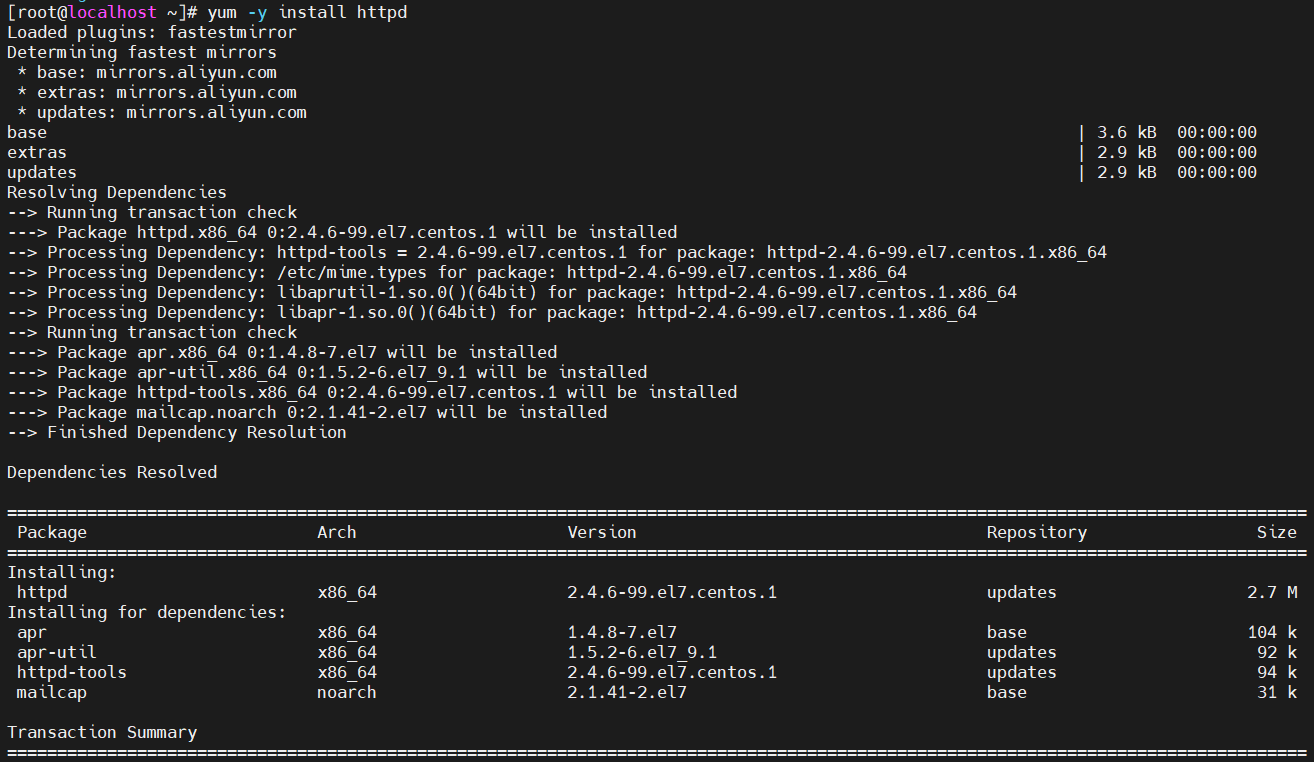 [root@localhost ~]# yum -y install httpd
Loaded plugins: fastestmirror
Determining fastest mirrors
 * base: mirrors.aliyun.com
 * extras: mirrors.aliyun.com
 * updates: mirrors.aliyun.com
base | 3.6 kB 00:00:00
extras | 2.9 kB 00:00:00
updates | 2.9 kB 00:00:00
Resolving Dependencies
--> Running transaction check
---> Package httpd.x86_64 0:2.4.6-99.el7.centos.1 will be installed
--> Processing Dependency: httpd-tools = 2.4.6-99.el7.centos.1 for package: httpd-2.4.6-99.el7.centos.1.x86_64
--> Processing Dependency: /etc/mime.types for package: httpd-2.4.6-99.el7.centos.1.x86_64
--> Processing Dependency: libaprutil-1.so.0()(64bit) for package: httpd-2.4.6-99.el7.centos.1.x86_64
--> Processing Dependency: libapr-1.so.0()(64bit) for package: httpd-2.4.6-99.el7.centos.1.x86_64
--> Running transaction check
---> Package apr.x86_64 0:1.4.8-7.el7 will be installed
---> Package apr-util.x86_64 0:1.5.2-6.el7_9.1 will be installed
---> Package httpd-tools.x86_64 0:2.4.6-99.el7.centos.1 will be installed
---> Package mailcap.noarch 0:2.1.41-2.el7 will be installed
--> Finished Dependency Resolution
Dependencies Resolved
================================================================================
Package Arch Version Repository Size
================================================================================
Installing:
httpd x86_64 2.4.6-99.el7.centos.1 updates 2.7 M
Installing for dependencies:
apr x86_64 1.4.8-7.el7 base 104 k
apr-util x86_64 1.5.2-6.el7_9.1 updates 92 k
httpd-tools x86_64 2.4.6-99.el7.centos.1 updates 94 k
mailcap noarch 2.1.41-2.el7 base 31 k
Transaction Summary
================================================================================